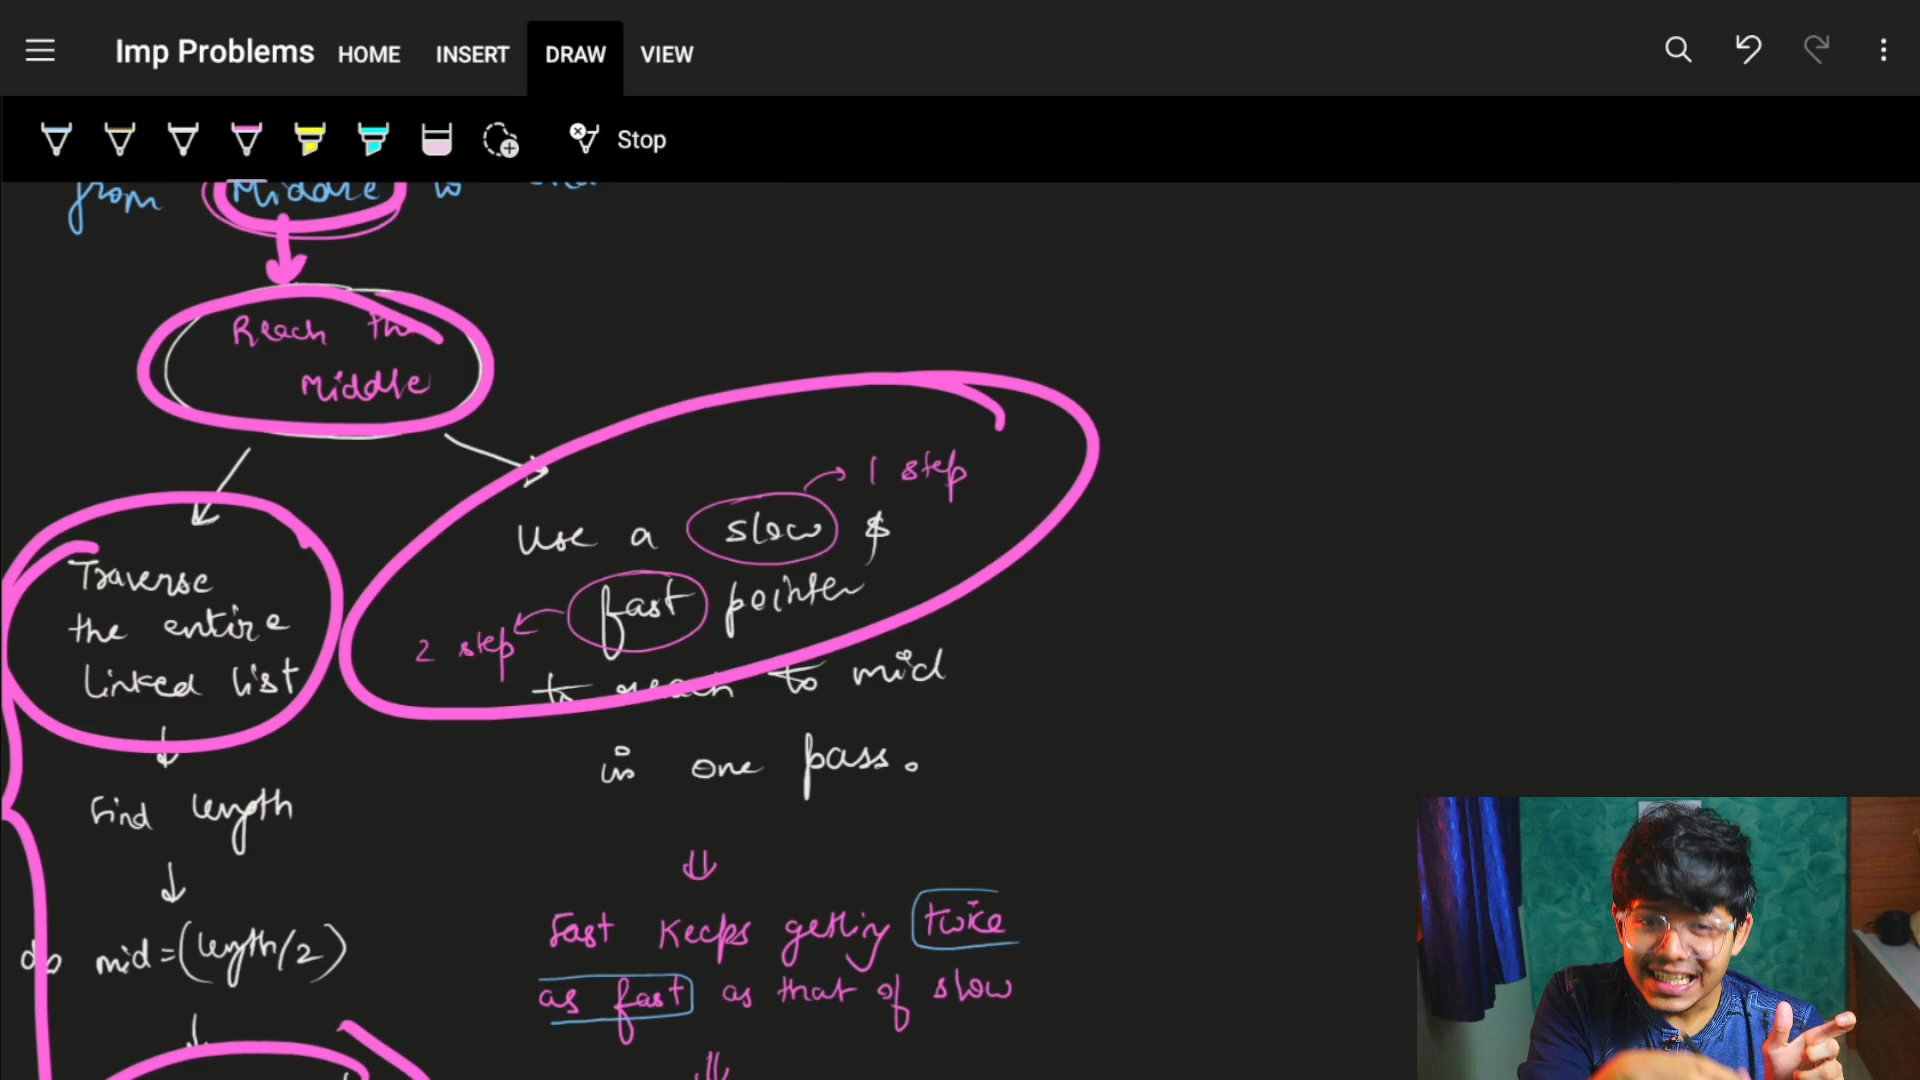 Imp Problems HOME INSERT DRAW VIEW
Stop
from Middle to
Reach the
Middle
1 step
Use a slow &
fast pointer
2 step
to reach to mid
in one pass.
Traverse
the entire
linked list
Find length
do mid = (length/2)
Fast keeps getting twice
as fast as that of slow